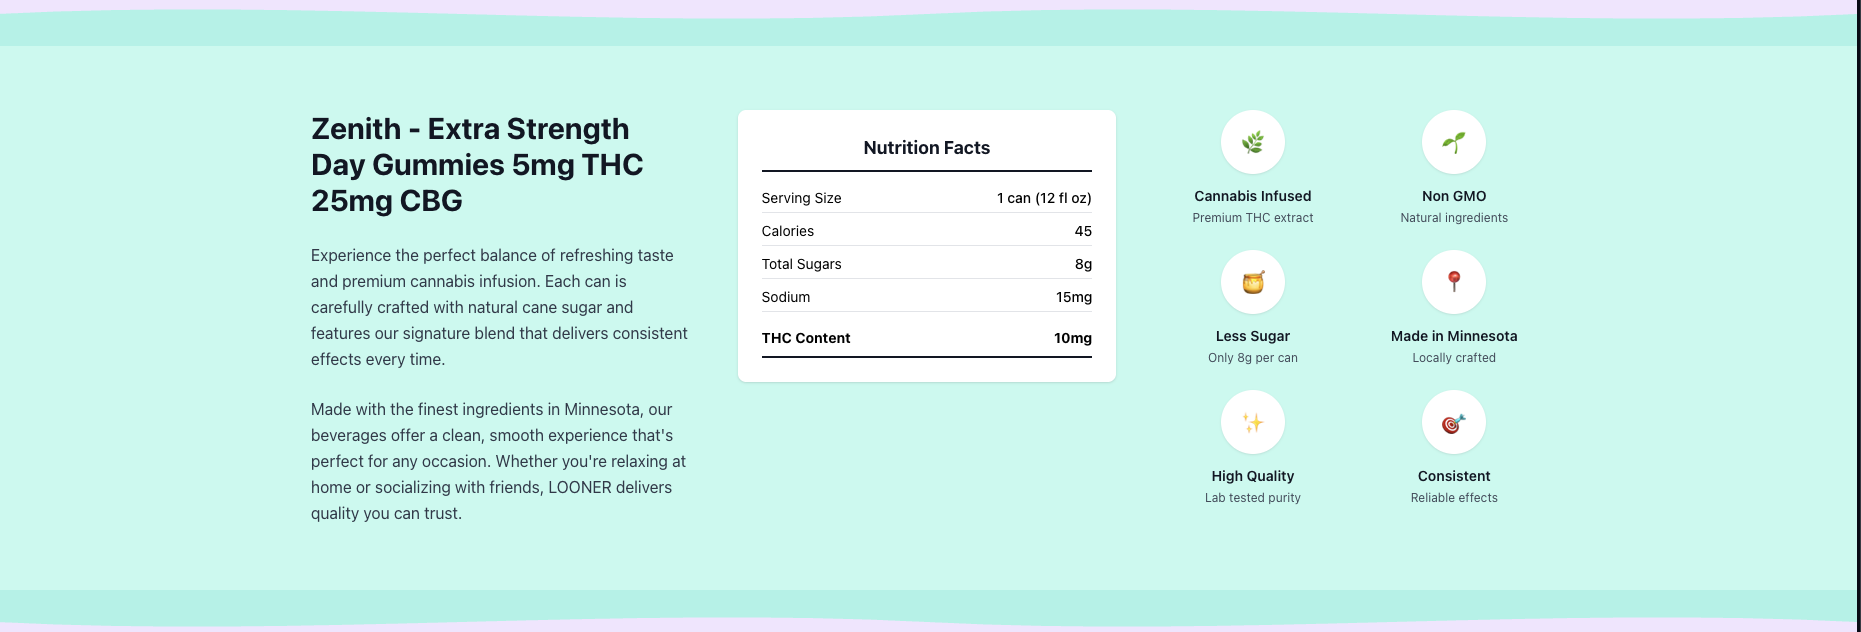 Zenith - Extra Strength
Day Gummies 5mg THC
25mg CBG
Experience the perfect balance of refreshing taste
and premium cannabis infusion. Each can is
carefully crafted with natural cane sugar and
features our signature blend that delivers consistent
effects every time.
Made with the finest ingredients in Minnesota, our
beverages offer a clean, smooth experience that's
perfect for any occasion. Whether you're relaxing at
home or socializing with friends, LOONER delivers
quality you can trust.
Nutrition Facts
Serving Size 1 can (12 fl oz)
Calories 45
Total Sugars 8g
Sodium 15mg
THC Content 10mg
Cannabis Infused
Premium THC extract
Non GMO
Natural ingredients
Less Sugar
Only 8g per can
Made in Minnesota
Locally crafted
High Quality
Lab tested purity
Consistent
Reliable effects